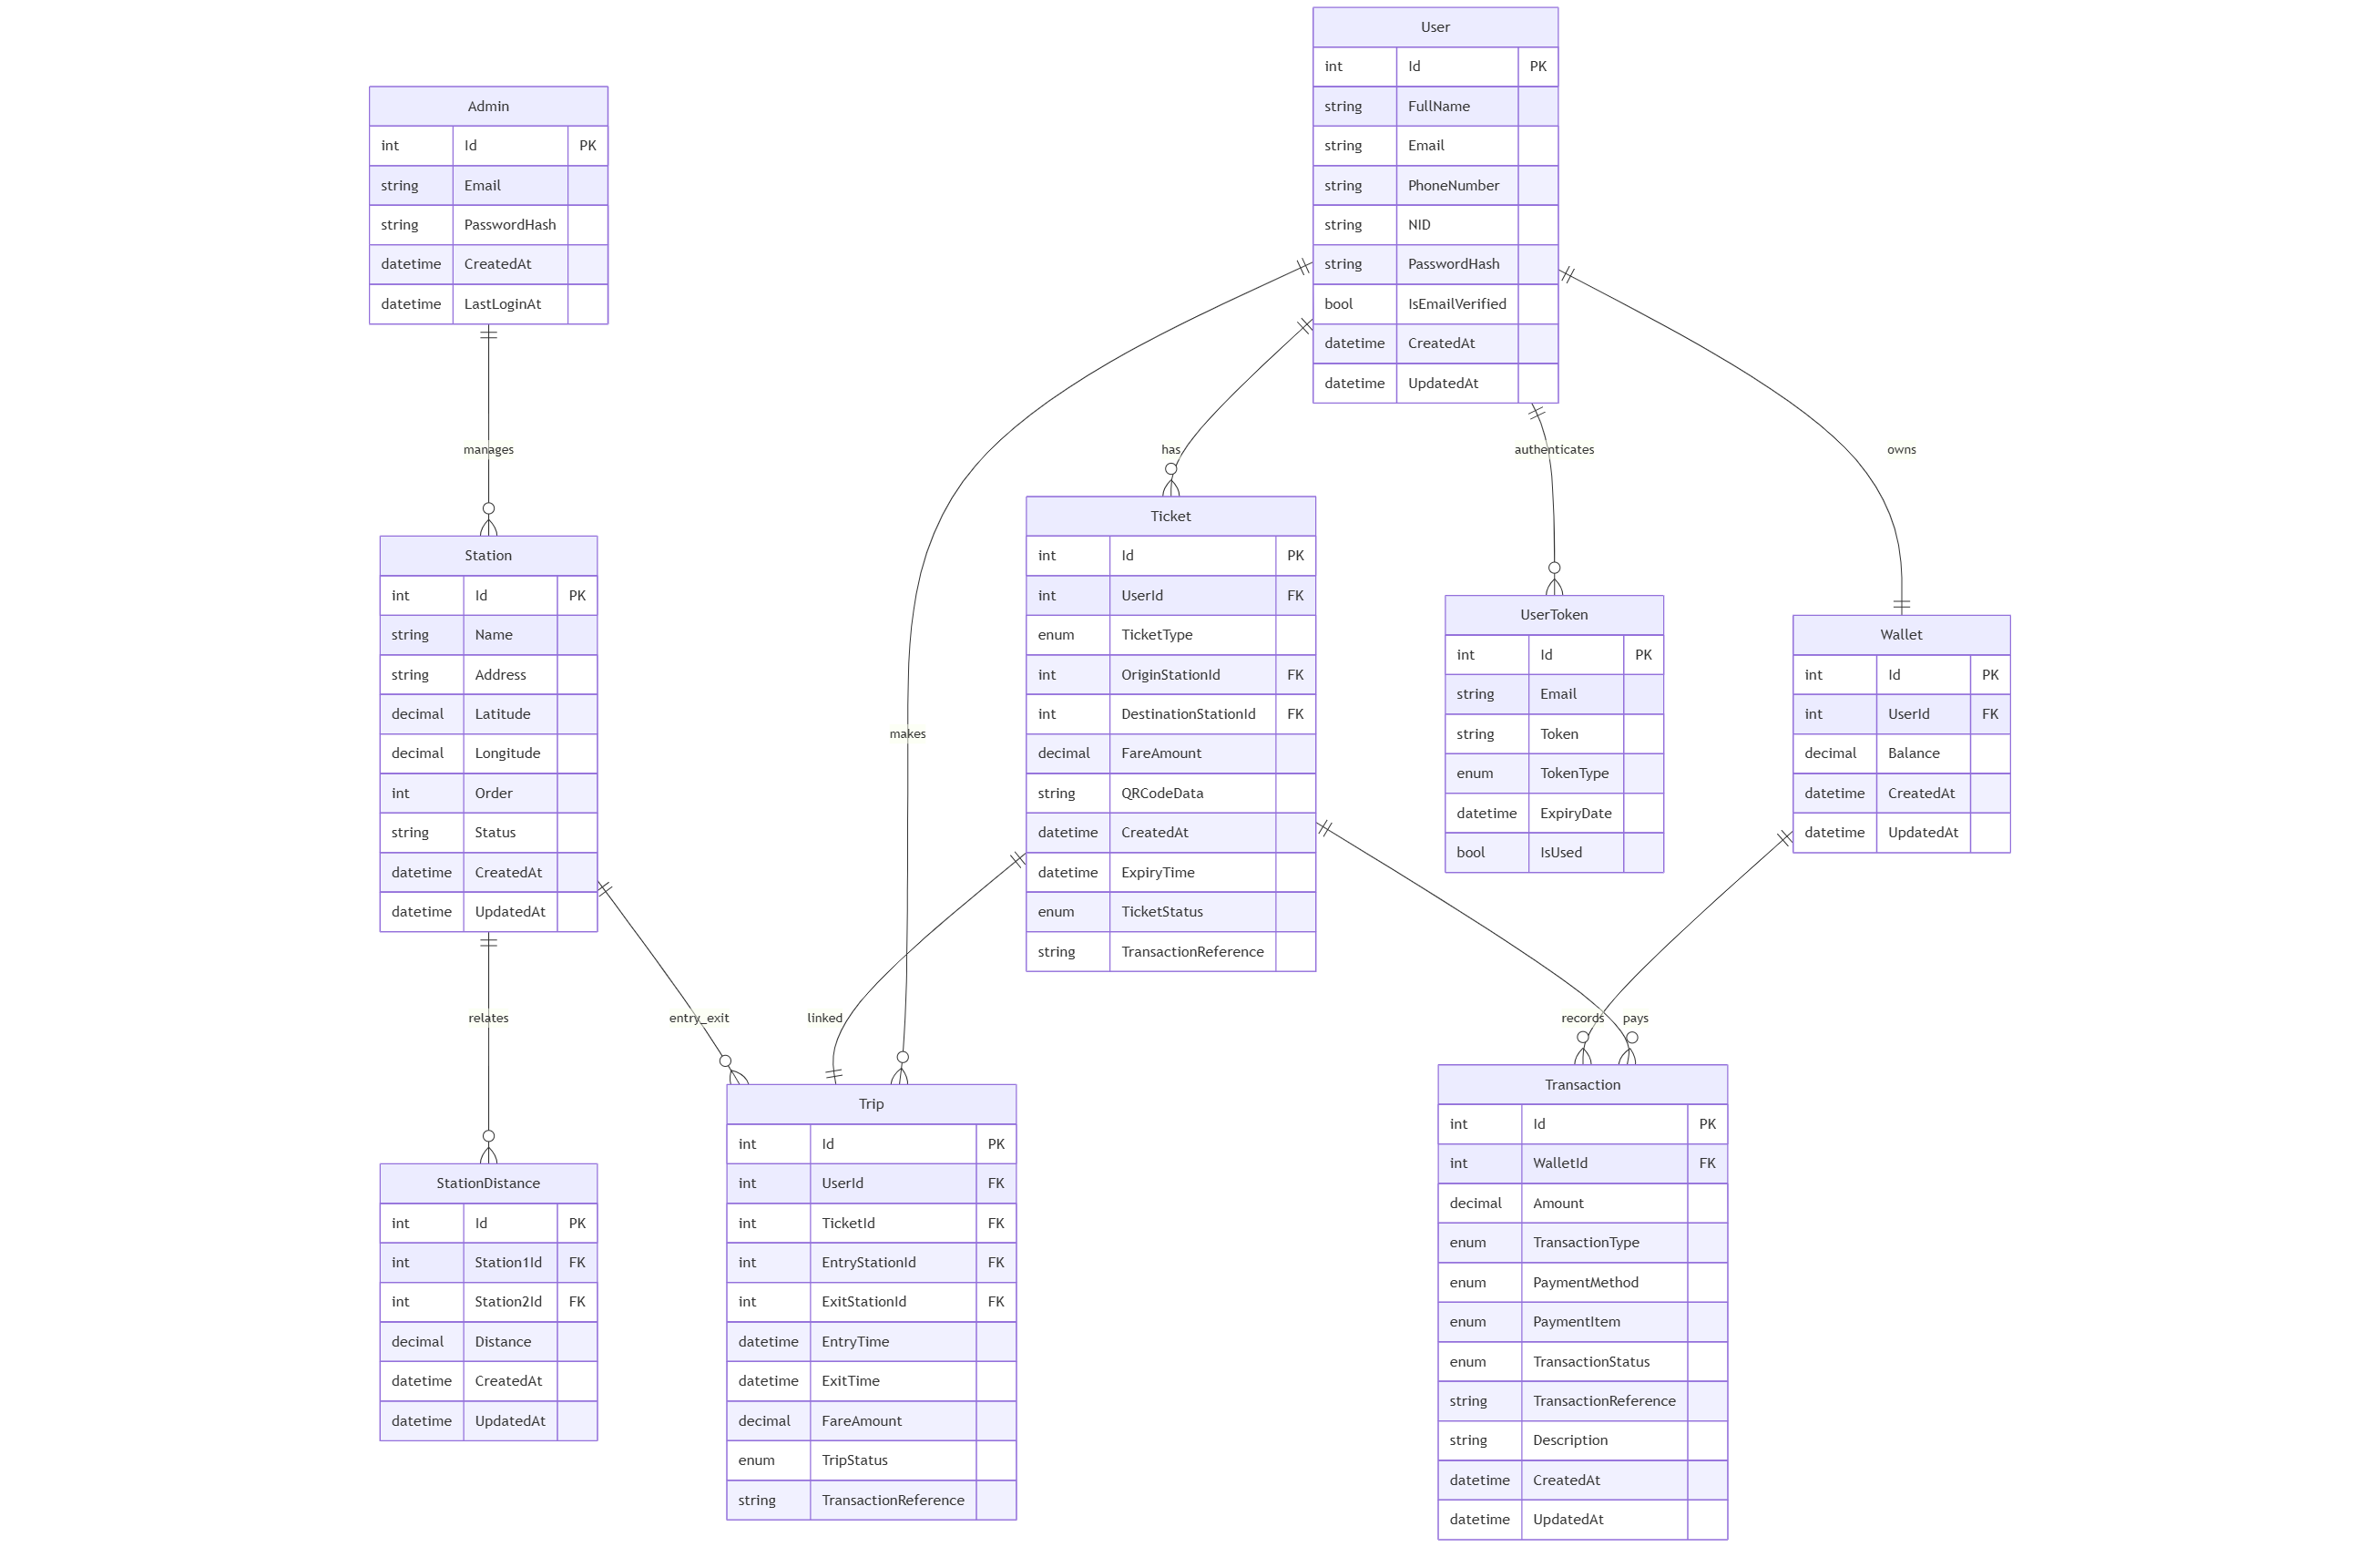 User
int Id PK
string FullName
string Email
string PhoneNumber
string NID
string PasswordHash
bool IsEmailVerified
datetime CreatedAt
datetime UpdatedAt
Admin
int Id PK
string Email
string PasswordHash
datetime CreatedAt
datetime LastLoginAt
manages
has
authenticates
owns
Station
int Id PK
string Name
string Address
decimal Latitude
decimal Longitude
int Order
string Status
datetime CreatedAt
datetime UpdatedAt
makes
Ticket
int Id PK
int UserId FK
enum TicketType
int OriginStationId FK
int DestinationStationId FK
decimal FareAmount
string QRCodeData
datetime CreatedAt
datetime ExpiryTime
enum TicketStatus
string TransactionReference
UserToken
int Id PK
string Email
string Token
enum TokenType
datetime ExpiryDate
bool IsUsed
Wallet
int Id PK
int UserId FK
decimal Balance
datetime CreatedAt
datetime UpdatedAt
relates
entry_exit
linked
records
pays
StationDistance
int Id PK
int Station1Id FK
int Station2Id FK
decimal Distance
datetime CreatedAt
datetime UpdatedAt
Trip
int Id PK
int UserId FK
int TicketId FK
int EntryStationId FK
int ExitStationId FK
datetime EntryTime
datetime ExitTime
decimal FareAmount
enum TripStatus
string TransactionReference
Transaction
int Id PK
int WalletId FK
decimal Amount
enum TransactionType
enum PaymentMethod
enum PaymentItem
enum TransactionStatus
string TransactionReference
string Description
datetime CreatedAt
datetime UpdatedAt